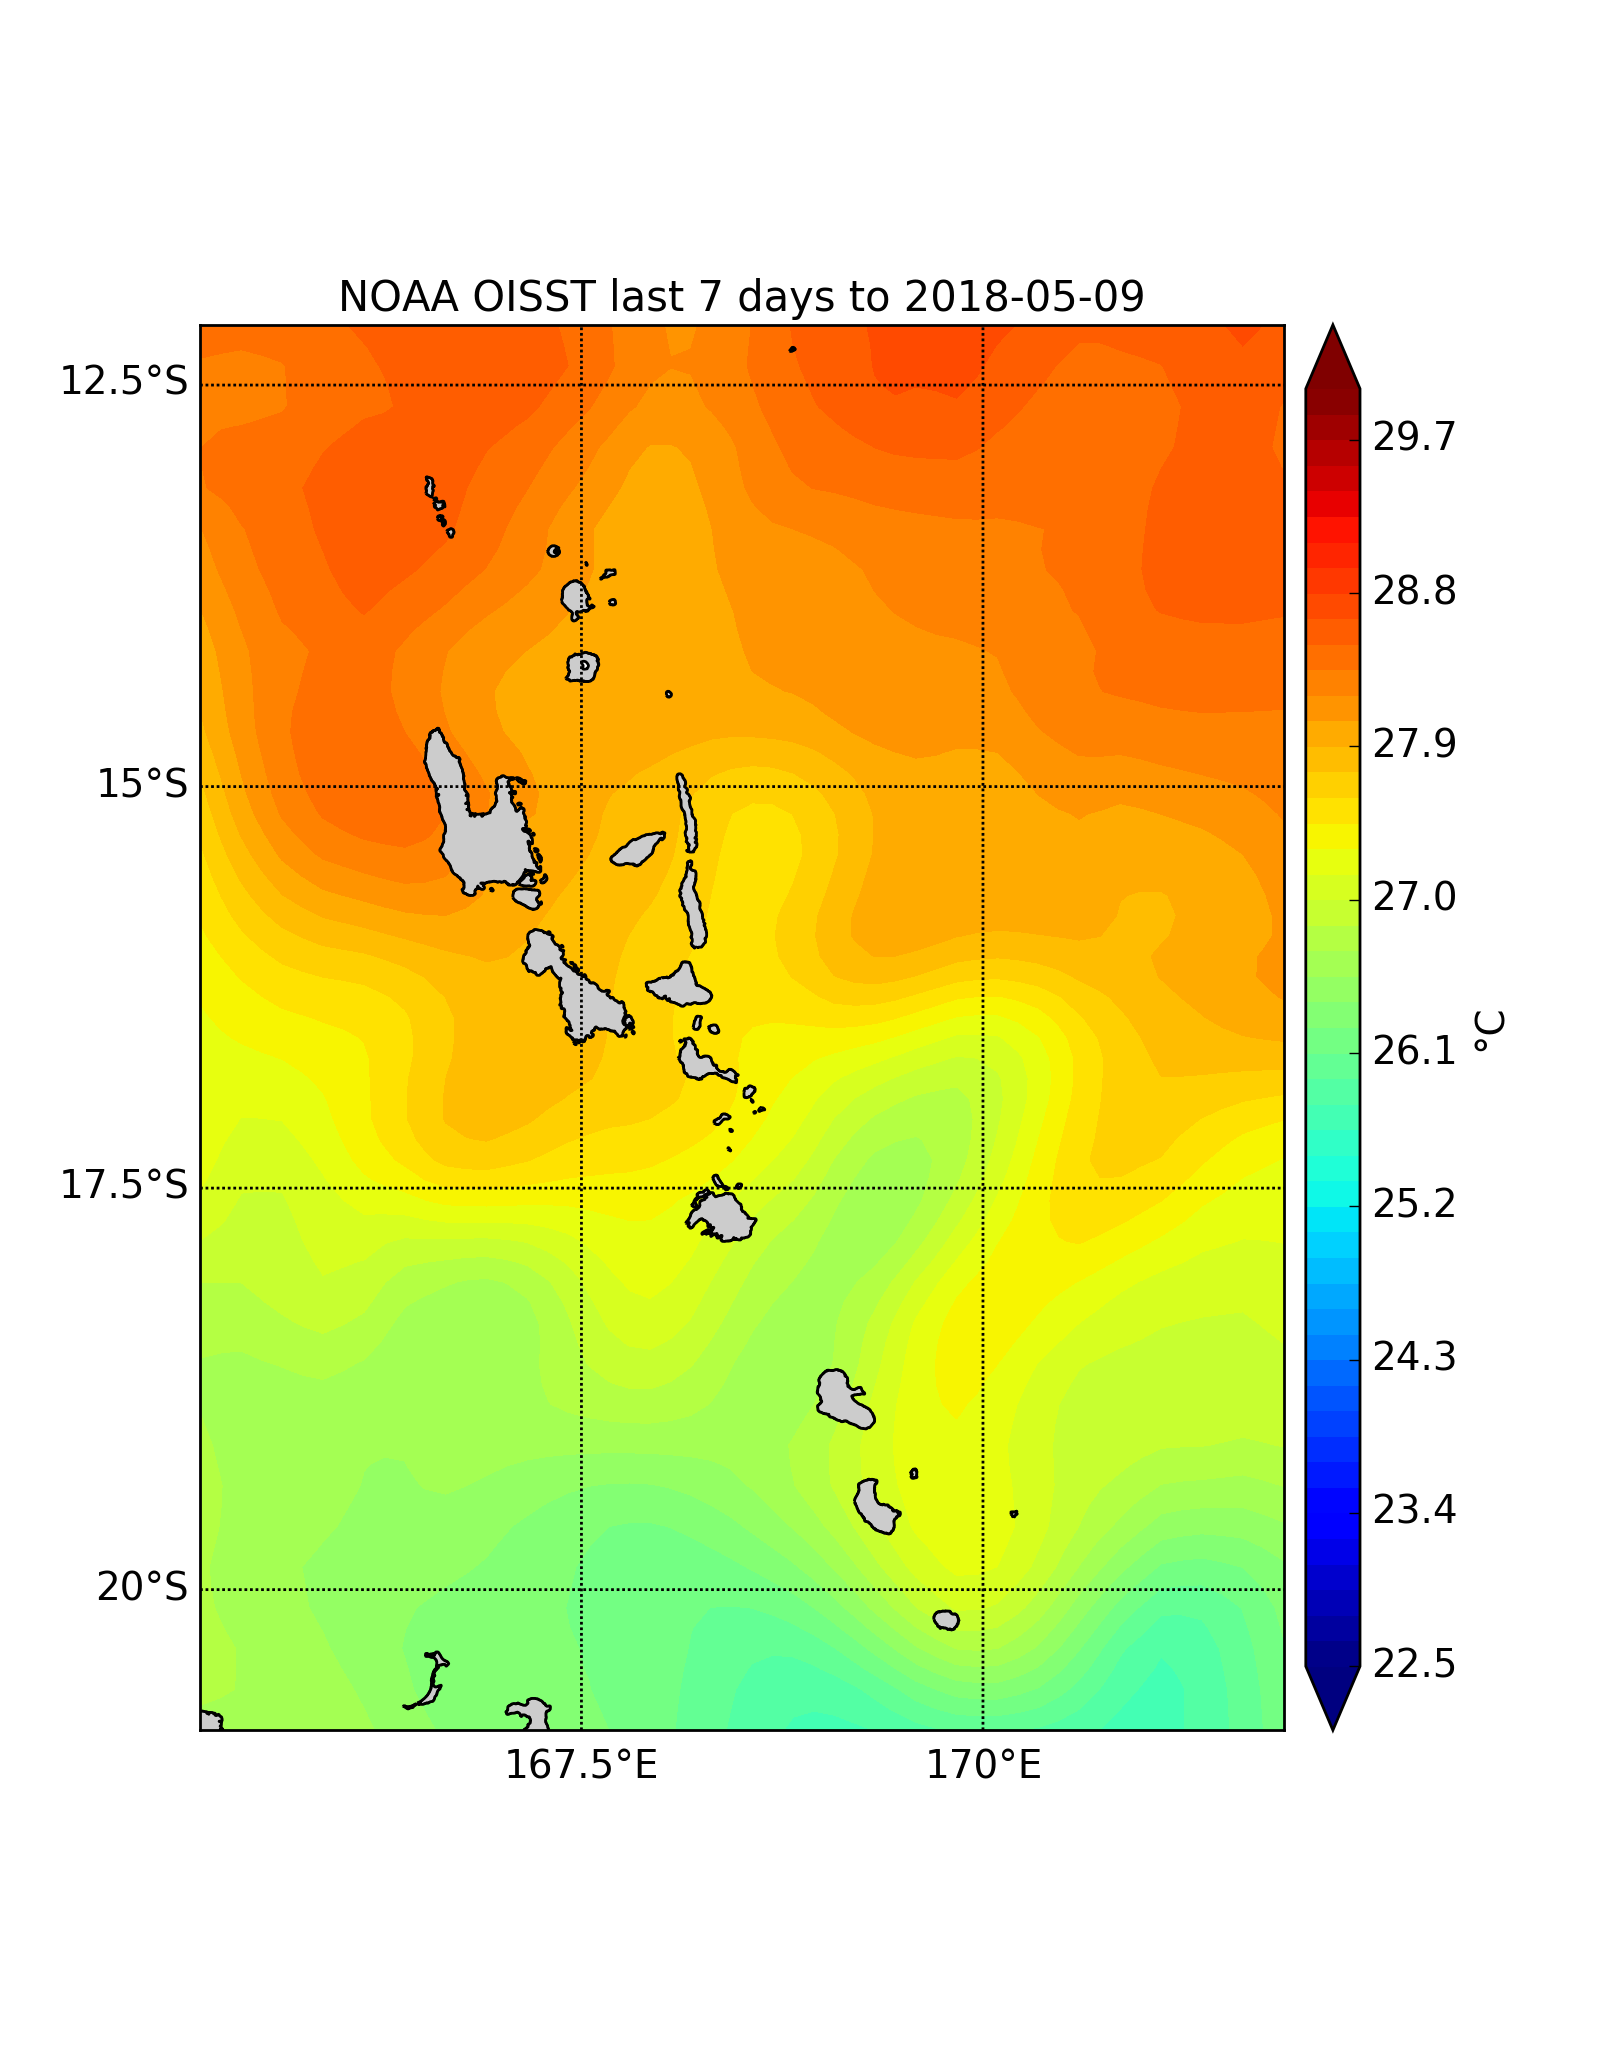 NOAA OISST last 7 days to 2018-05-09
12.5°S
15°S
17.5°S
20°S
167.5°E
170°E
29.7
28.8
27.9
27.0
26.1
25.2
24.3
23.4
22.5
°C